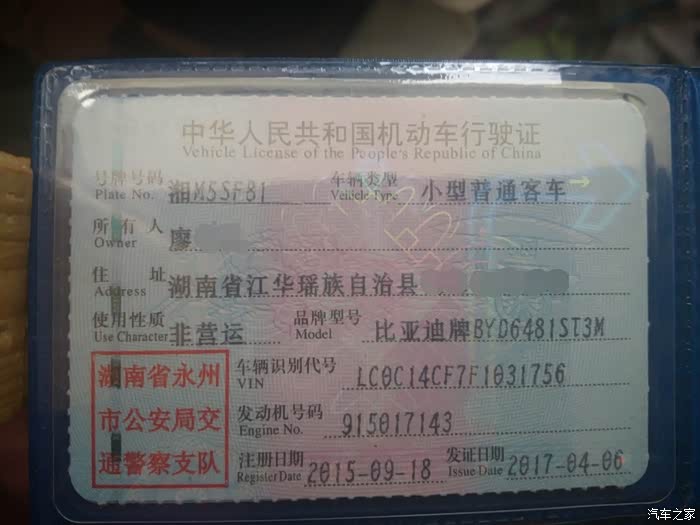 中华人民共和国机动车行驶证
Vehicle License of the People's Republic of China
号牌号码 Plate No. 湘M5SF81 车辆类型 Vehicle Type 小型普通客车
所有人 Owner 廖
住址 Address 湖南省江华瑶族自治县
使用性质 Use Character 非营运 品牌型号 Model 比亚迪牌BYD6481ST3M
湖南省永州
市公安局交
通警察支队
车辆识别代号 VIN LC0C14CF7F1031756
发动机号码 Engine No. 915017143
注册日期 Register Date 2015-09-18 发证日期 Issue Date 2017-04-06
汽车之家